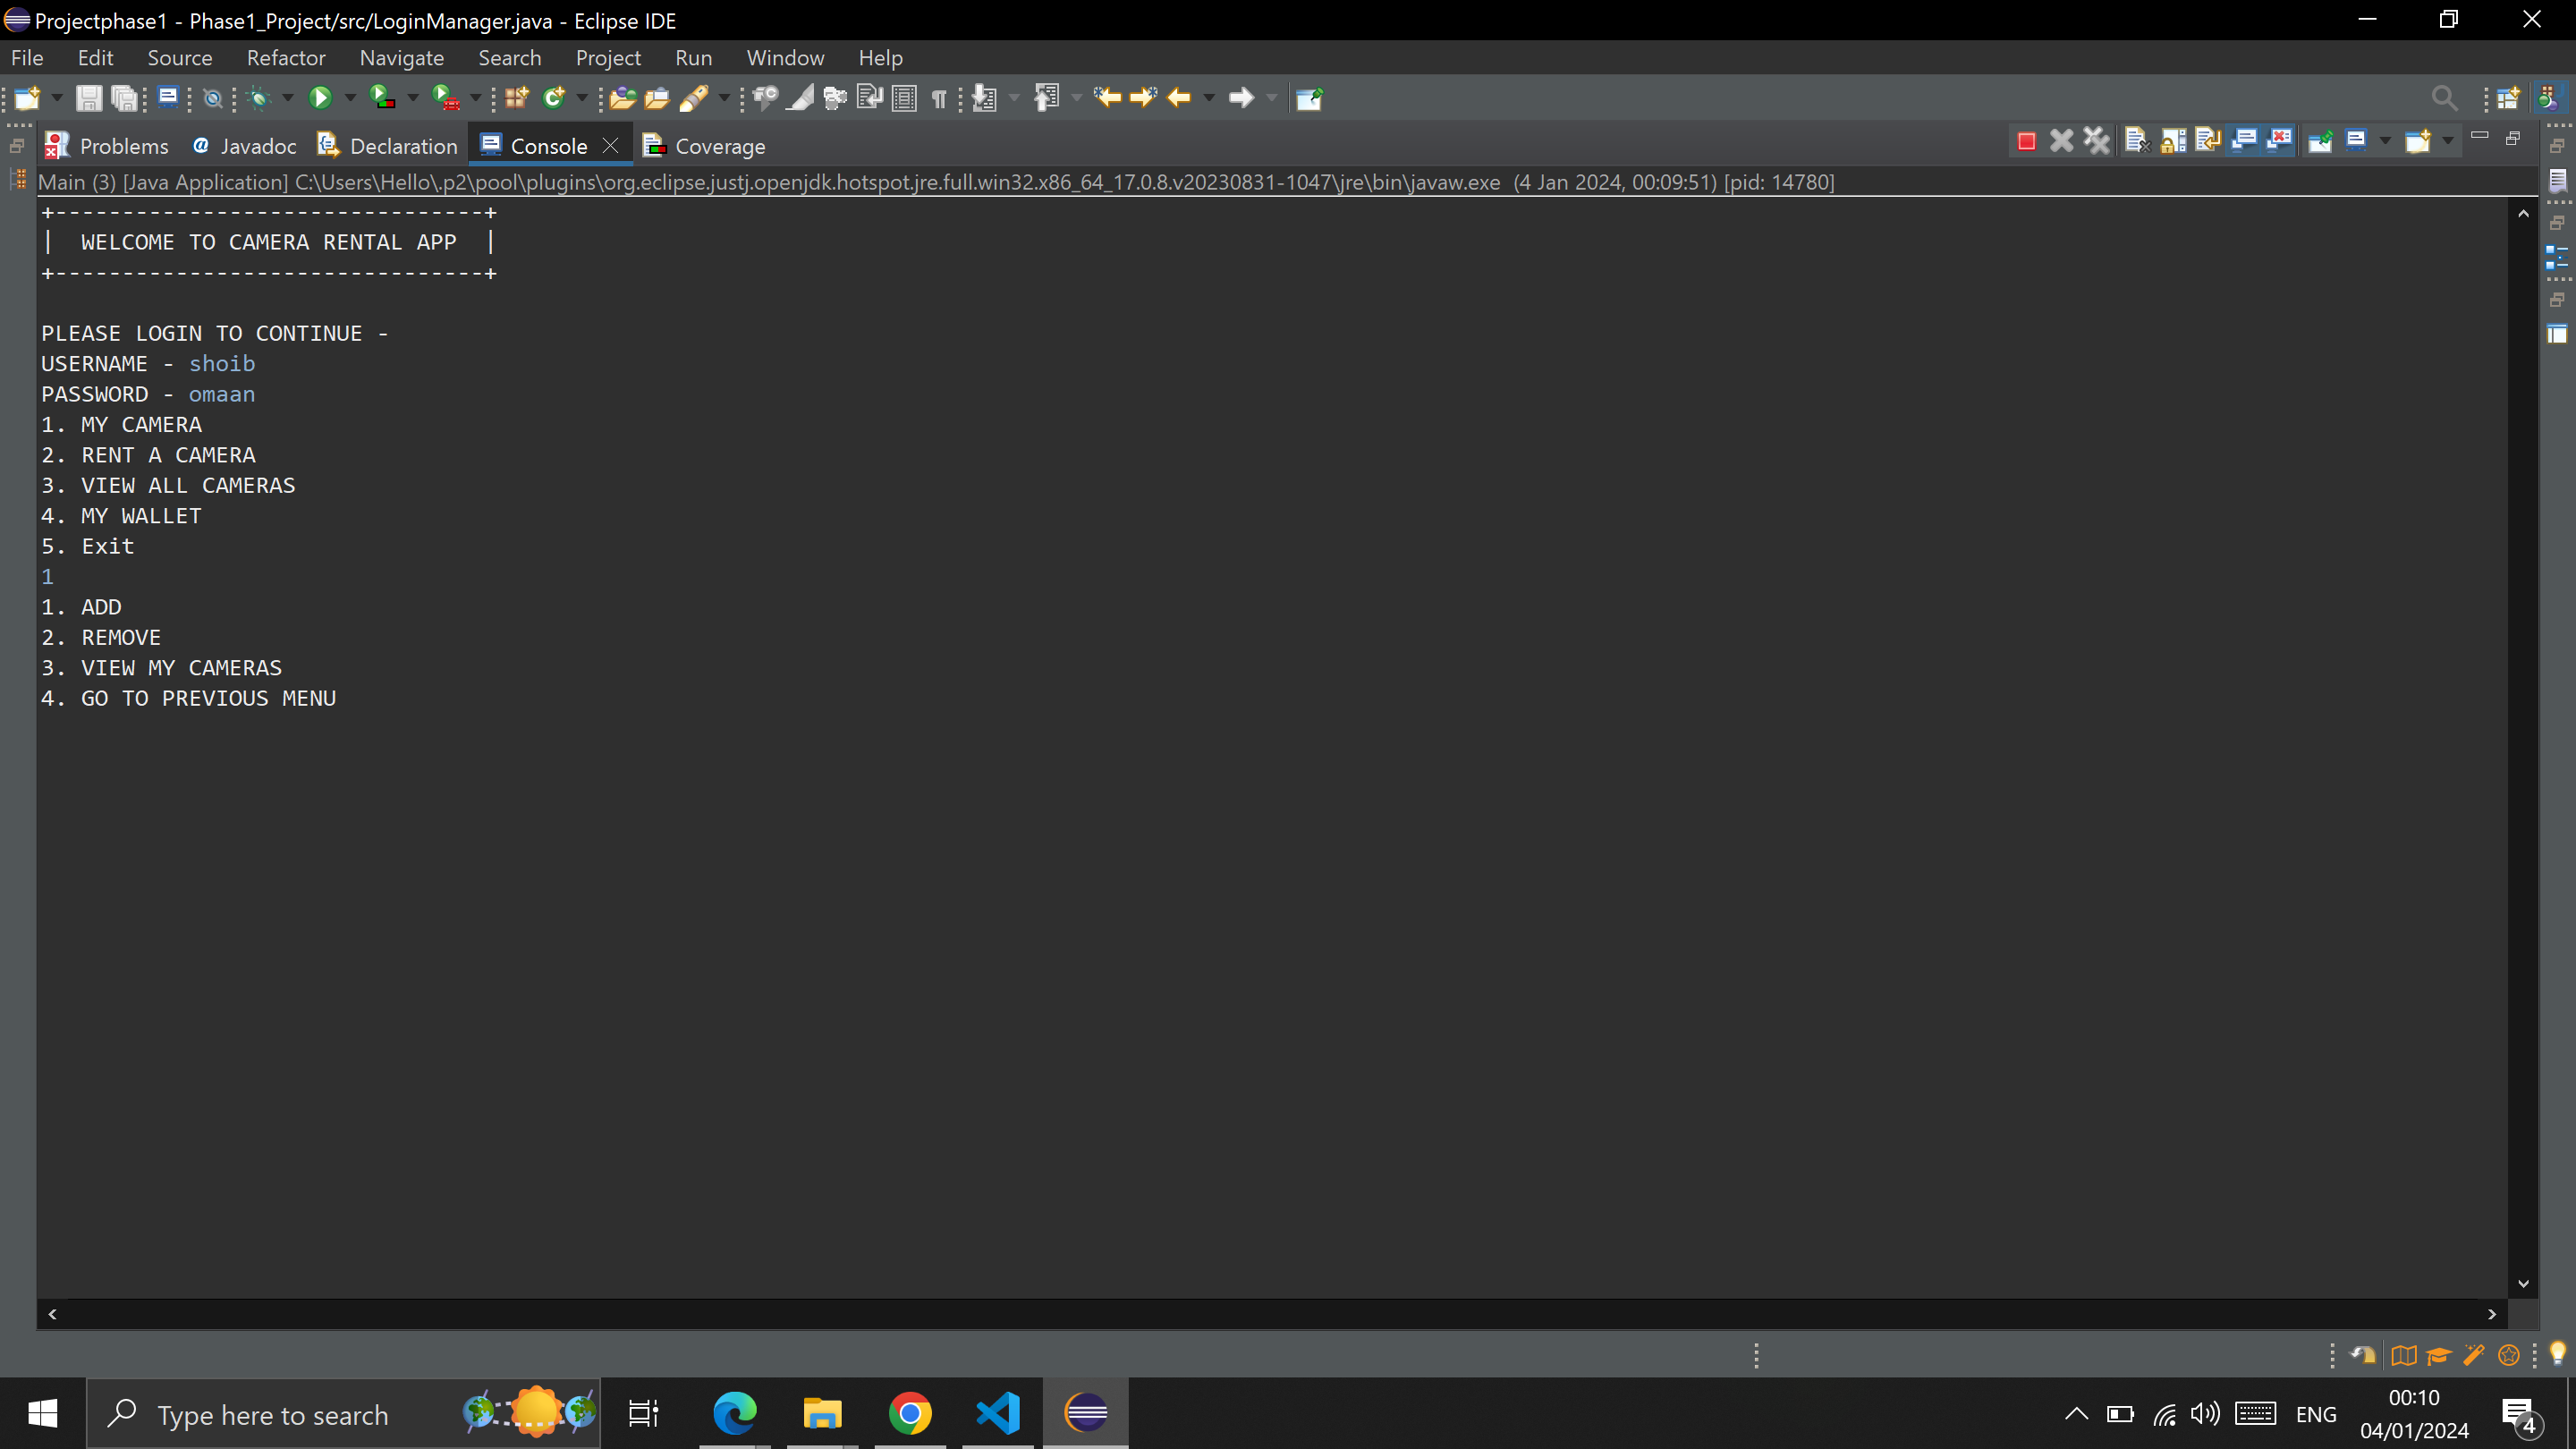 Projectphase1 - Phase1_Project/src/LoginManager.java - Eclipse IDE
File Edit Source Refactor Navigate Search Project Run Window Help
Problems Javadoc Declaration Console Coverage
Main (3) [Java Application] C:\Users\Hello\.p2\pool\plugins\org.eclipse.justj.openjdk.hotspot.jre.full.win32.x86_64_17.0.8.v20230831-1047\jre\bin\javaw.exe (4 Jan 2024, 00:09:51) [pid: 14780]
+--------------------------------+
| WELCOME TO CAMERA RENTAL APP |
+--------------------------------+
PLEASE LOGIN TO CONTINUE -
USERNAME - shoib
PASSWORD - omaan
1. MY CAMERA
2. RENT A CAMERA
3. VIEW ALL CAMERAS
4. MY WALLET
5. Exit
1
1. ADD
2. REMOVE
3. VIEW MY CAMERAS
4. GO TO PREVIOUS MENU
Type here to search
ENG
00:10
04/01/2024
4